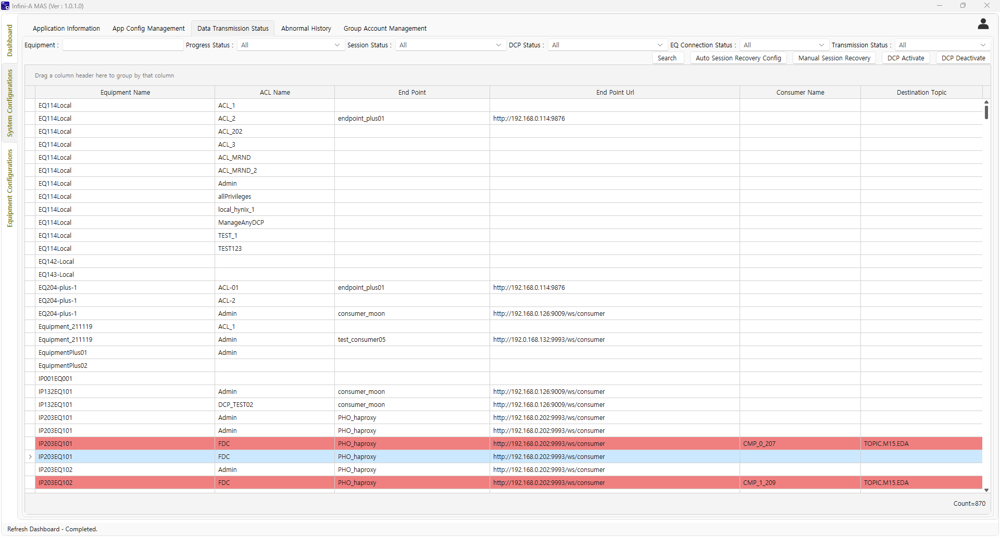 Infini-A MAS (Ver : 1.0.1.0)
Dashboard
System Configurations
Equipment Configurations
Application Information App Config Management Data Transmission Status Abnormal History Group Account Management
Equipment : Progress Status : All Session Status : All DCP Status : All EQ Connection Status : All Transmission Status : All
Search Auto Session Recovery Config Manual Session Recovery DCP Activate DCP Deactivate
Drag a column header here to group by that column
Equipment Name ACL Name End Point End Point Url Consumer Name Destination Topic
EQ114Local ACL_1
EQ114Local ACL_2 endpoint_plus01 http://192.168.0.114:9876
EQ114Local ACL_202
EQ114Local ACL_3
EQ114Local ACL_MRND
EQ114Local ACL_MRND_2
EQ114Local Admin
EQ114Local allPrivileges
EQ114Local local_hynix_1
EQ114Local ManageAnyDCP
EQ114Local TEST_1
EQ114Local TEST123
EQ142-Local
EQ143-Local
EQ204-plus-1 ACL-01 endpoint_plus01 http://192.168.0.114:9876
EQ204-plus-1 ACL-2
EQ204-plus-1 Admin consumer_moon http://192.168.0.126:9009/ws/consumer
Equipment_211119 ACL_1
Equipment_211119 Admin test_consumer05 http://192.0.168.132:9993/ws/consumer
EquipmentPlus01 Admin
EquipmentPlus02
IP001EQ001
IP132EQ101 Admin consumer_moon http://192.168.0.126:9009/ws/consumer
IP132EQ101 DCP_TEST02 consumer_moon http://192.168.0.126:9009/ws/consumer
IP203EQ101 Admin PHO_haproxy http://192.168.0.202:9993/ws/consumer
IP203EQ101 Admin PHO_haproxy http://192.168.0.202:9993/ws/consumer
IP203EQ101 FDC PHO_haproxy http://192.168.0.202:9993/ws/consumer CMP_0_207 TOPIC.M15.EDA
IP203EQ101 FDC PHO_haproxy http://192.168.0.202:9993/ws/consumer
IP203EQ102 Admin PHO_haproxy http://192.168.0.202:9993/ws/consumer
IP203EQ102 FDC PHO_haproxy http://192.168.0.202:9993/ws/consumer CMP_1_209 TOPIC.M15.EDA
Count=870
Refresh Dashboard - Completed.